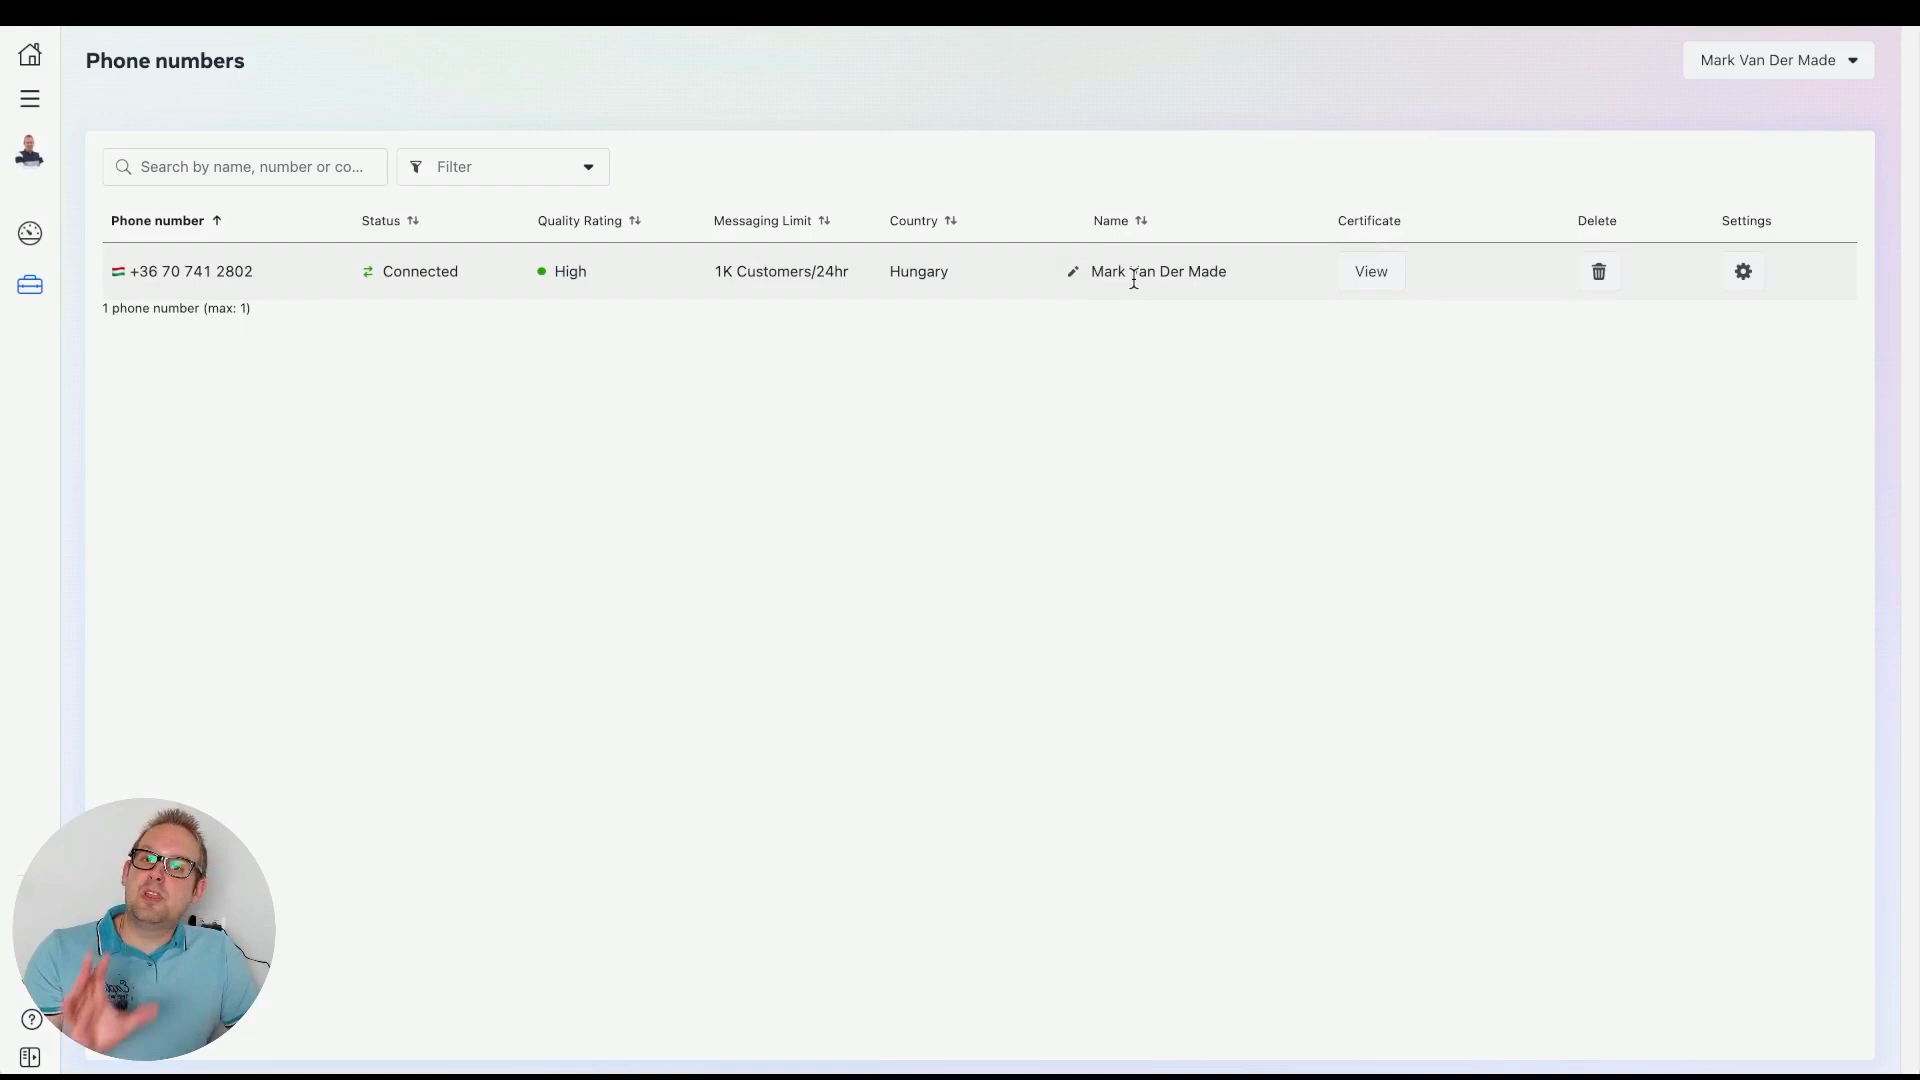 Phone numbers
Mark Van Der Made
Search by name, number or co...
Filter
Phone number Status Quality Rating Messaging Limit Country Name Certificate Delete Settings
+36 70 741 2802 Connected High 1K Customers/24hr Hungary Mark Van Der Made View
1 phone number (max: 1)